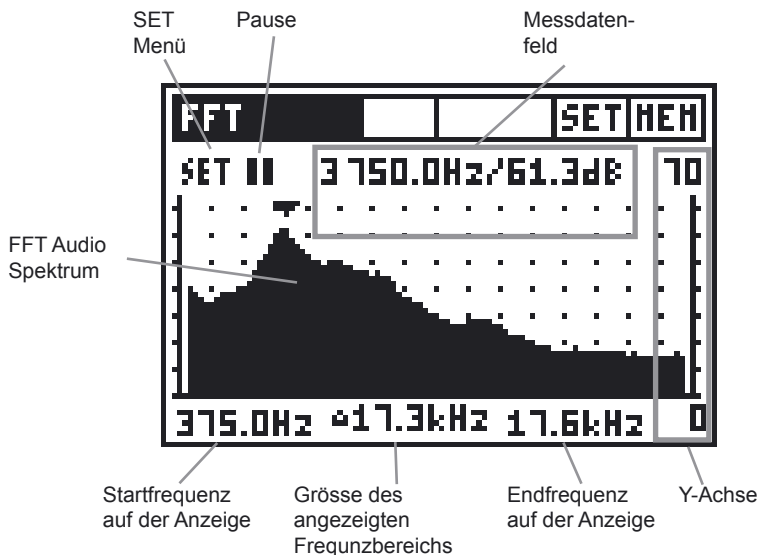 SET
Menü
Pause
Messdaten-
feld
FFT
SET
MEM
SET
3750.0Hz/61.3dB
70
FFT Audio
Spektrum
375.0Hz
▵17.3kHz
17.6kHz
0
Startfrequenz
auf der Anzeige
Grösse des
angezeigten
Frequnzbereichs
Endfrequenz
auf der Anzeige
Y-Achse